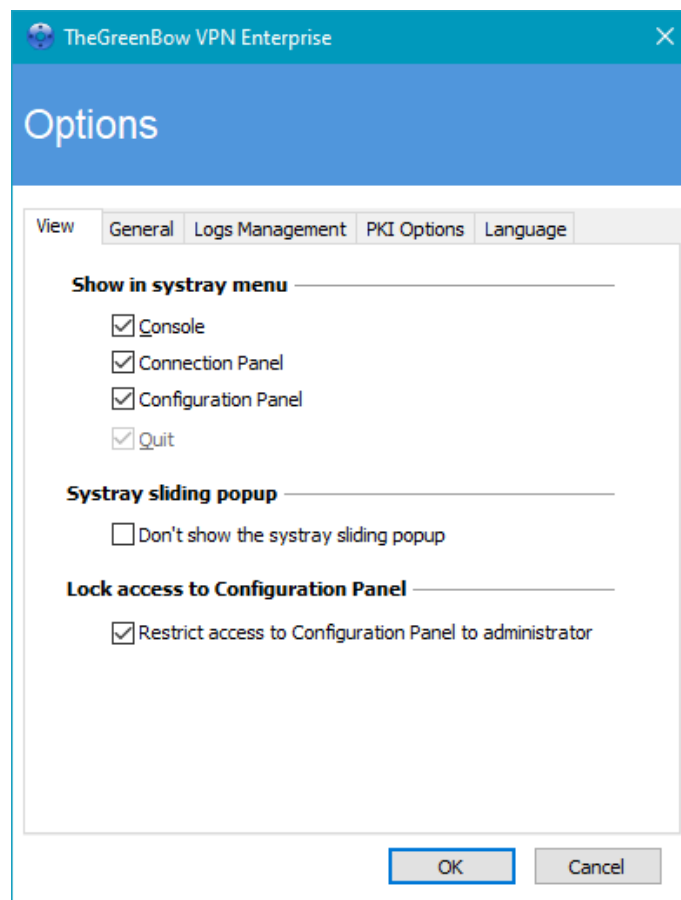 TheGreenBow VPN Enterprise
Options
View General Logs Management PKI Options Language
Show in systray menu
Console
Connection Panel
Configuration Panel
Quit
Systray sliding popup
Don't show the systray sliding popup
Lock access to Configuration Panel
Restrict access to Configuration Panel to administrator
OK Cancel